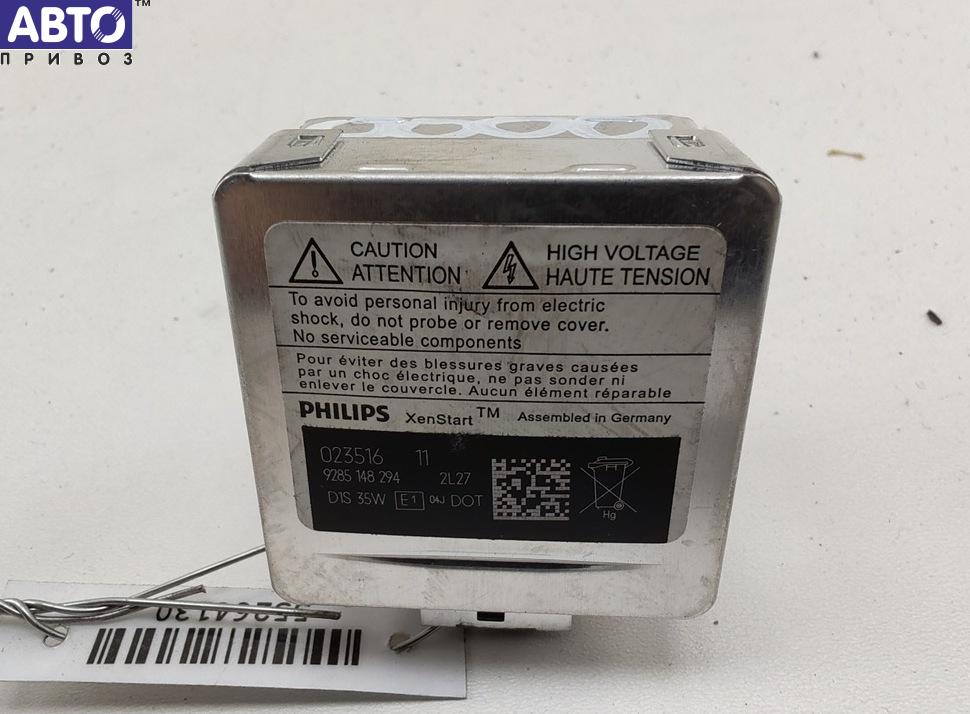 АВТО™
ПРИВОЗ
CAUTION
ATTENTION
HIGH VOLTAGE
HAUTE TENSION
To avoid personal injury from electric
shock, do not probe or remove cover.
No serviceable components
Pour éviter des blessures graves causées
par un choc électrique, ne pas sonder ni
enlever le couvercle. Aucun élément réparable
PHILIPS XenStart™ Assembled in Germany
023516 11
9285 148 294 2L27
D1S 35W E1 04J DOT
Hg